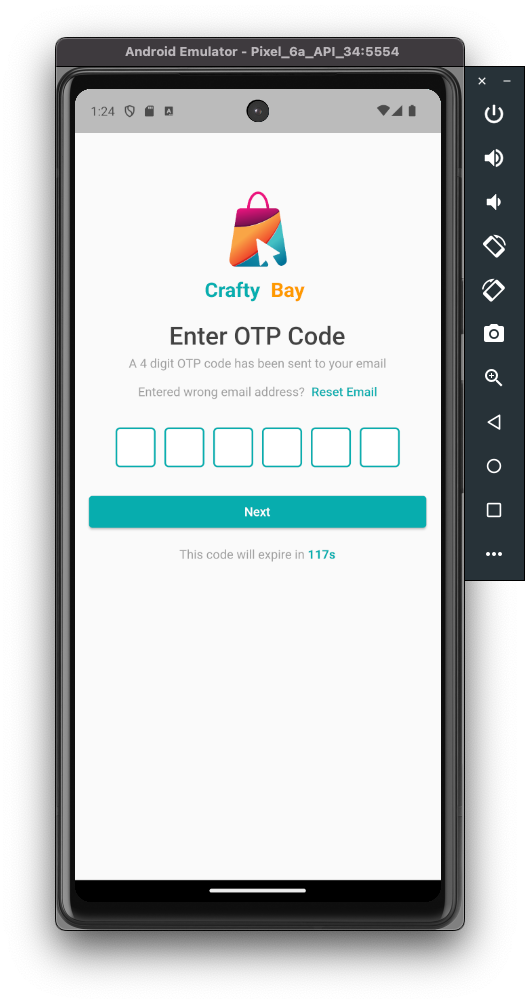 Android Emulator - Pixel_6a_API_34:5554
1:24
Crafty Bay
Enter OTP Code
A 4 digit OTP code has been sent to your email
Entered wrong email address? Reset Email
Next
This code will expire in 117s